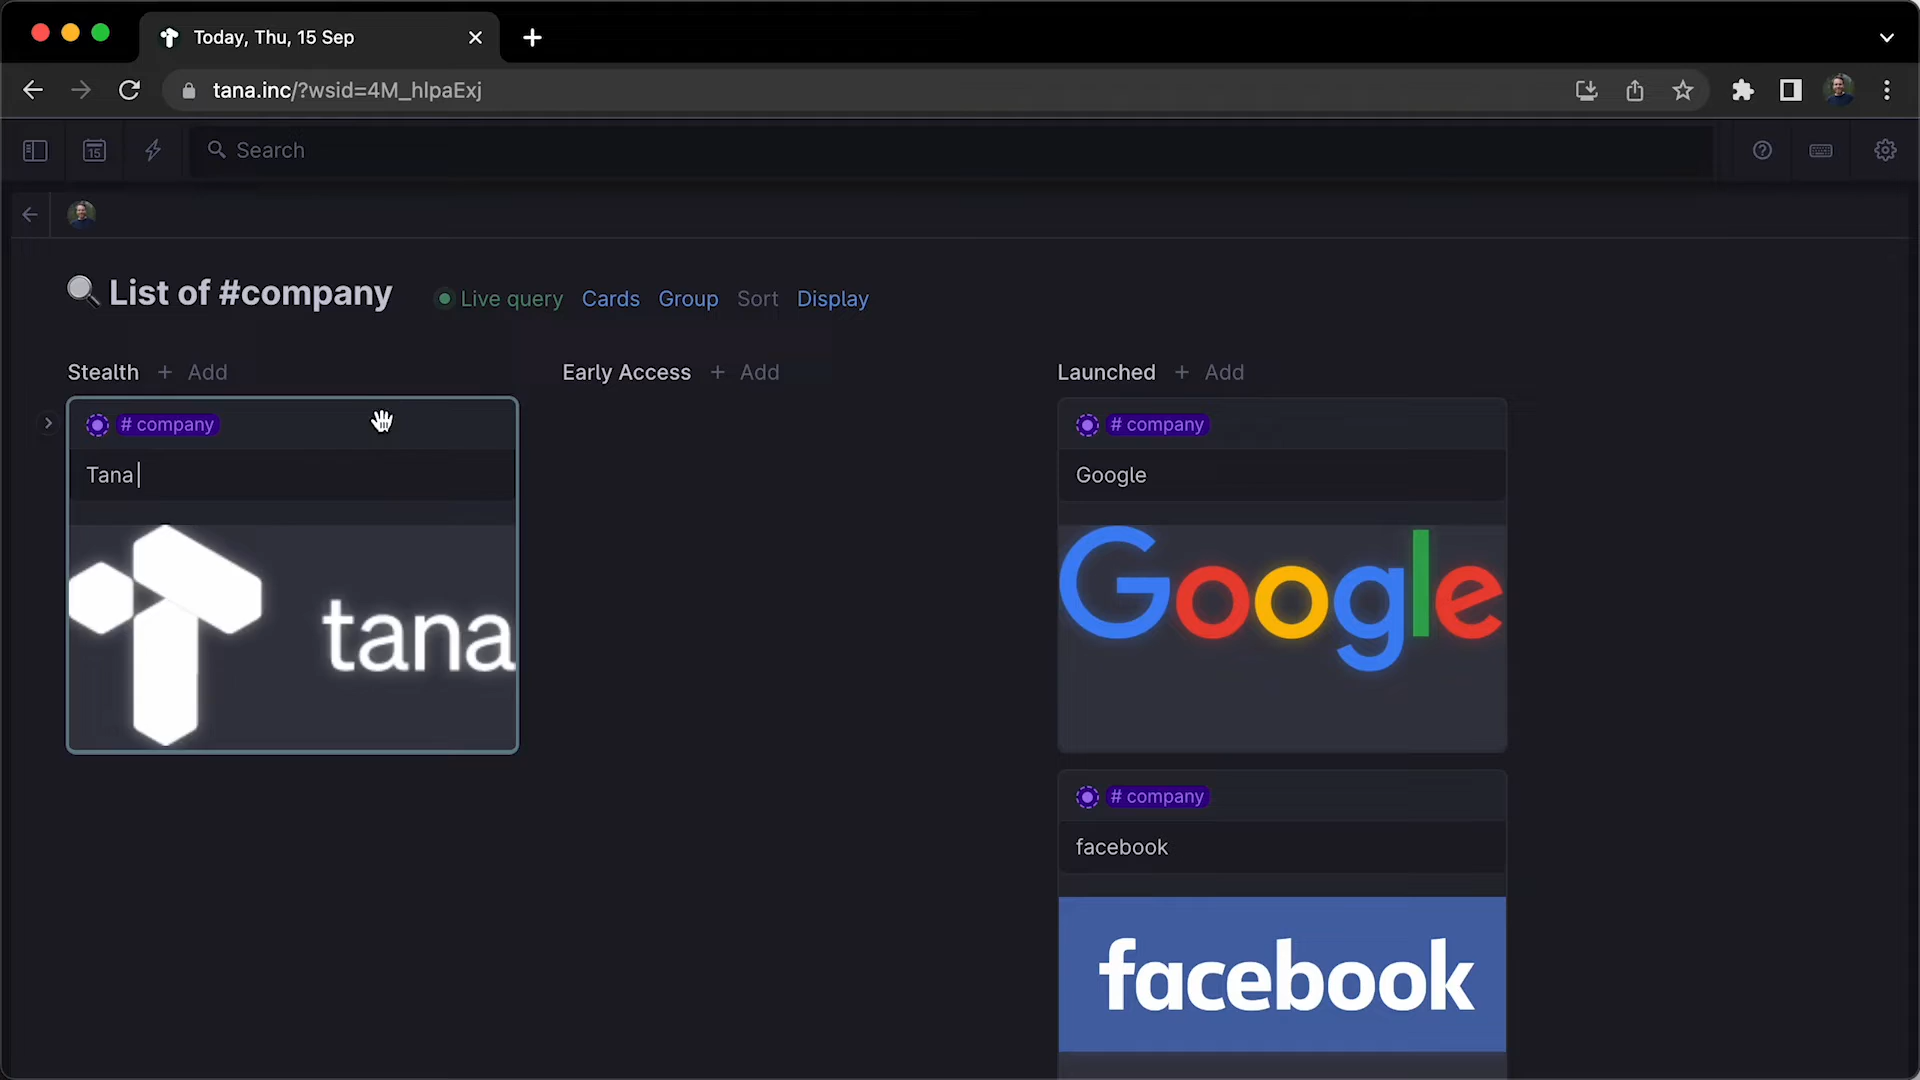 Today, Thu, 15 Sep
tana.inc/?wsid=4M_hlpaExj
15
Search
List of #company
Live query Cards Group Sort Display
Stealth + Add
Early Access + Add
Launched + Add
# company
Tana
tana
# company
Google
Google
# company
facebook
facebook